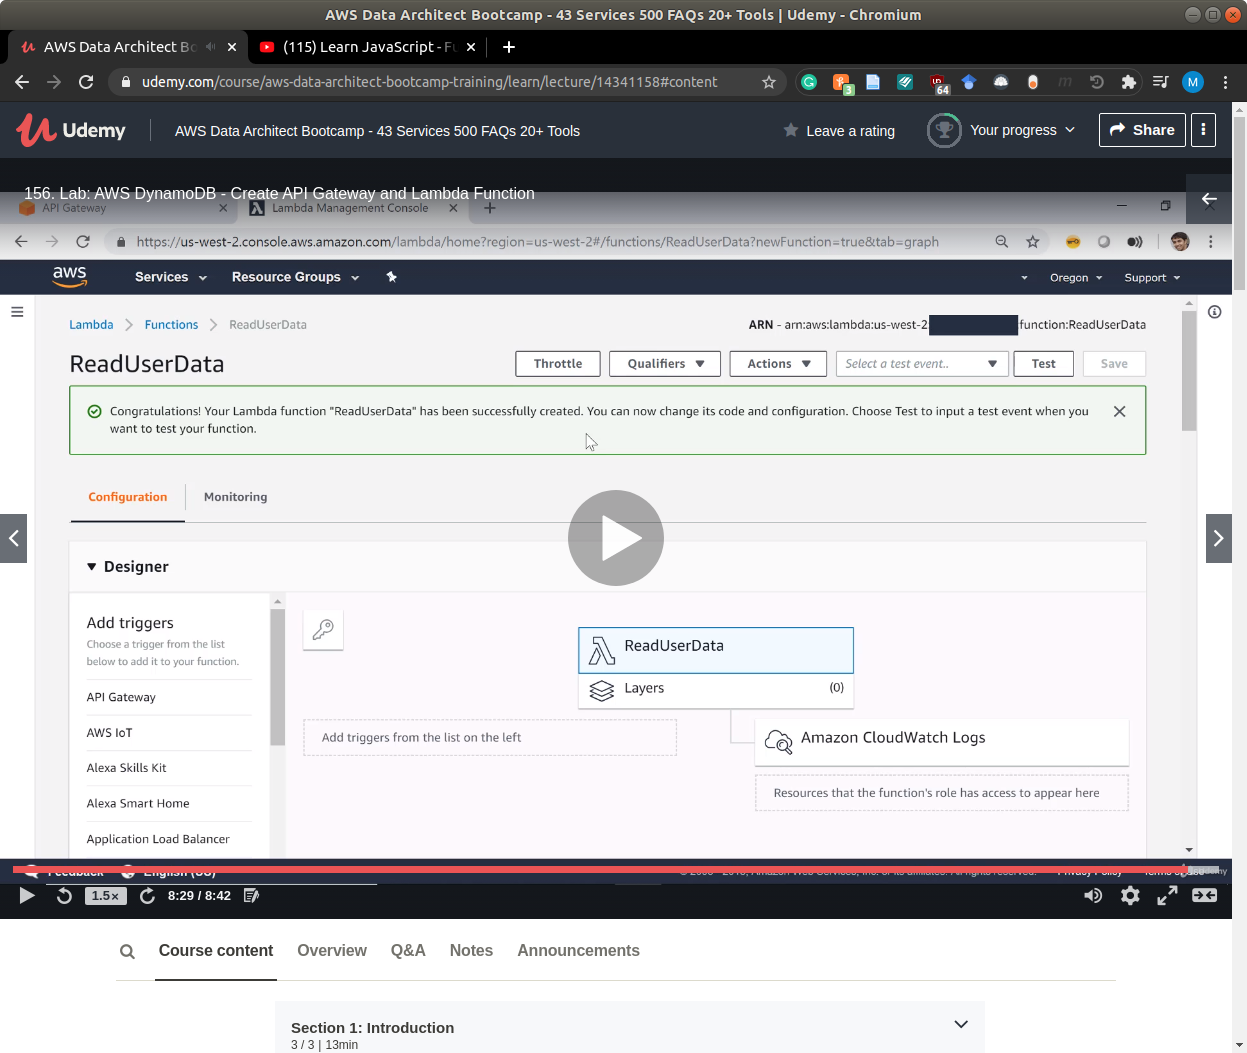 AWS Data Architect Bootcamp - 43 Services 500 FAQs 20+ Tools | Udemy - Chromium
AWS Data Architect Bo
(115) Learn JavaScript - Fu
udemy.com/course/aws-data-architect-bootcamp-training/learn/lecture/14341158#content
3
64
M
Udemy
AWS Data Architect Bootcamp - 43 Services 500 FAQs 20+ Tools
Leave a rating
Your progress
Share
156. Lab: AWS DynamoDB - Create API Gateway and Lambda Function
API Gateway
Lambda Management Console
https://us-west-2.console.aws.amazon.com/lambda/home?region=us-west-2#/functions/ReadUserData?newFunction=true&tab=graph
aws
Services
Resource Groups
Oregon
Support
Lambda
Functions
ReadUserData
ARN - arn:aws:lambda:us-west-2: :function:ReadUserData
ReadUserData
Throttle
Qualifiers
Actions
Select a test event..
Test
Save
Congratulations! Your Lambda function "ReadUserData" has been successfully created. You can now change its code and configuration. Choose Test to input a test event when you
want to test your function.
Configuration
Monitoring
Designer
Add triggers
Choose a trigger from the list
below to add it to your function.
API Gateway
AWS IoT
Alexa Skills Kit
Alexa Smart Home
Application Load Balancer
ReadUserData
Layers
(0)
Add triggers from the list on the left
Amazon CloudWatch Logs
Resources that the function's role has access to appear here
Feedback
English (US)
Privacy Policy
1.5×
8:29 / 8:42
Course content
Overview
Q&A
Notes
Announcements
Section 1: Introduction
3 / 3 | 13min